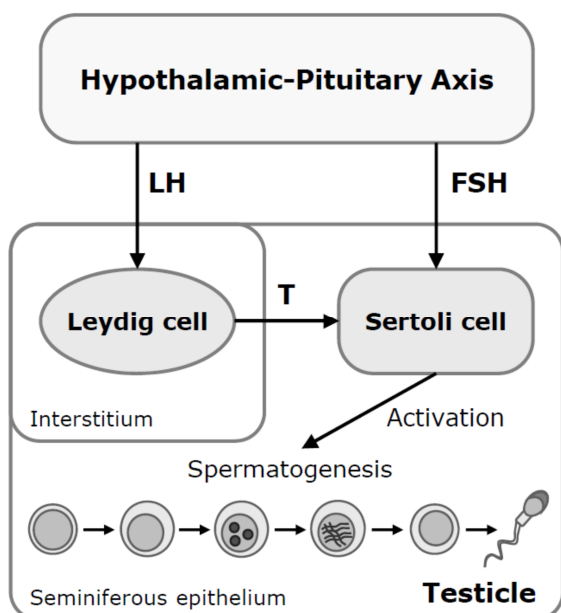 Hypothalamic-Pituitary Axis
LH
FSH
T
Leydig cell
Sertoli cell
Interstitium
Activation
Spermatogenesis
Seminiferous epithelium
Testicle